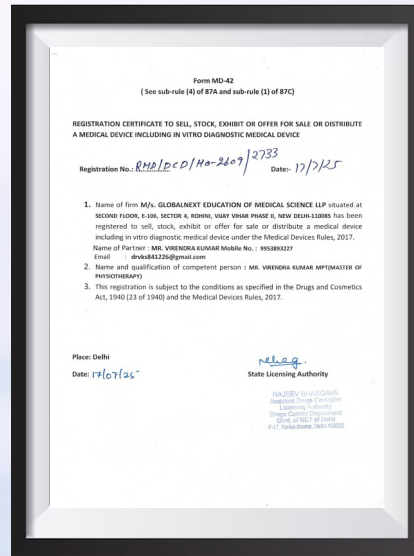 Form MD-42
( See sub-rule (4) of 87A and sub-rule (1) of 87C)
REGISTRATION CERTIFICATE TO SELL, STOCK, EXHIBIT OR OFFER FOR SALE OR DISTRIBUTE
A MEDICAL DEVICE INCLUDING IN VITRO DIAGNOSTIC MEDICAL DEVICE
Registration No.: RMD/DCD/HO-2609/2733 Date:- 17/7/25
1. Name of firm M/s. GLOBALNEXT EDUCATION OF MEDICAL SCIENCE LLP situated at
SECOND FLOOR, E-106, SECTOR 4, ROHINI, VIJAY VIHAR PHASE II, NEW DELHI-110085 has been
registered to sell, stock, exhibit or offer for sale or distribute a medical device
including in vitro diagnostic medical device under the Medical Devices Rules, 2017.
Name of Partner : MR. VIRENDRA KUMAR Mobile No. : 9953893227
Email : drvks841226@gmail.com
2. Name and qualification of competent person : MR. VIRENDRA KUMAR MPT(MASTER OF
PHYSIOTHERAPY)
3. This registration is subject to the conditions as specified in the Drugs and Cosmetics
Act, 1940 (23 of 1940) and the Medical Devices Rules, 2017.
Place: Delhi
Date: 17/07/25
State Licensing Authority
RAJEEV BHARGAVA
Assistant Drugs Controller
Licensing Authority
Drugs Control Department
Govt. of NCT of Delhi
F-17, Karkardooma, Delhi-110032